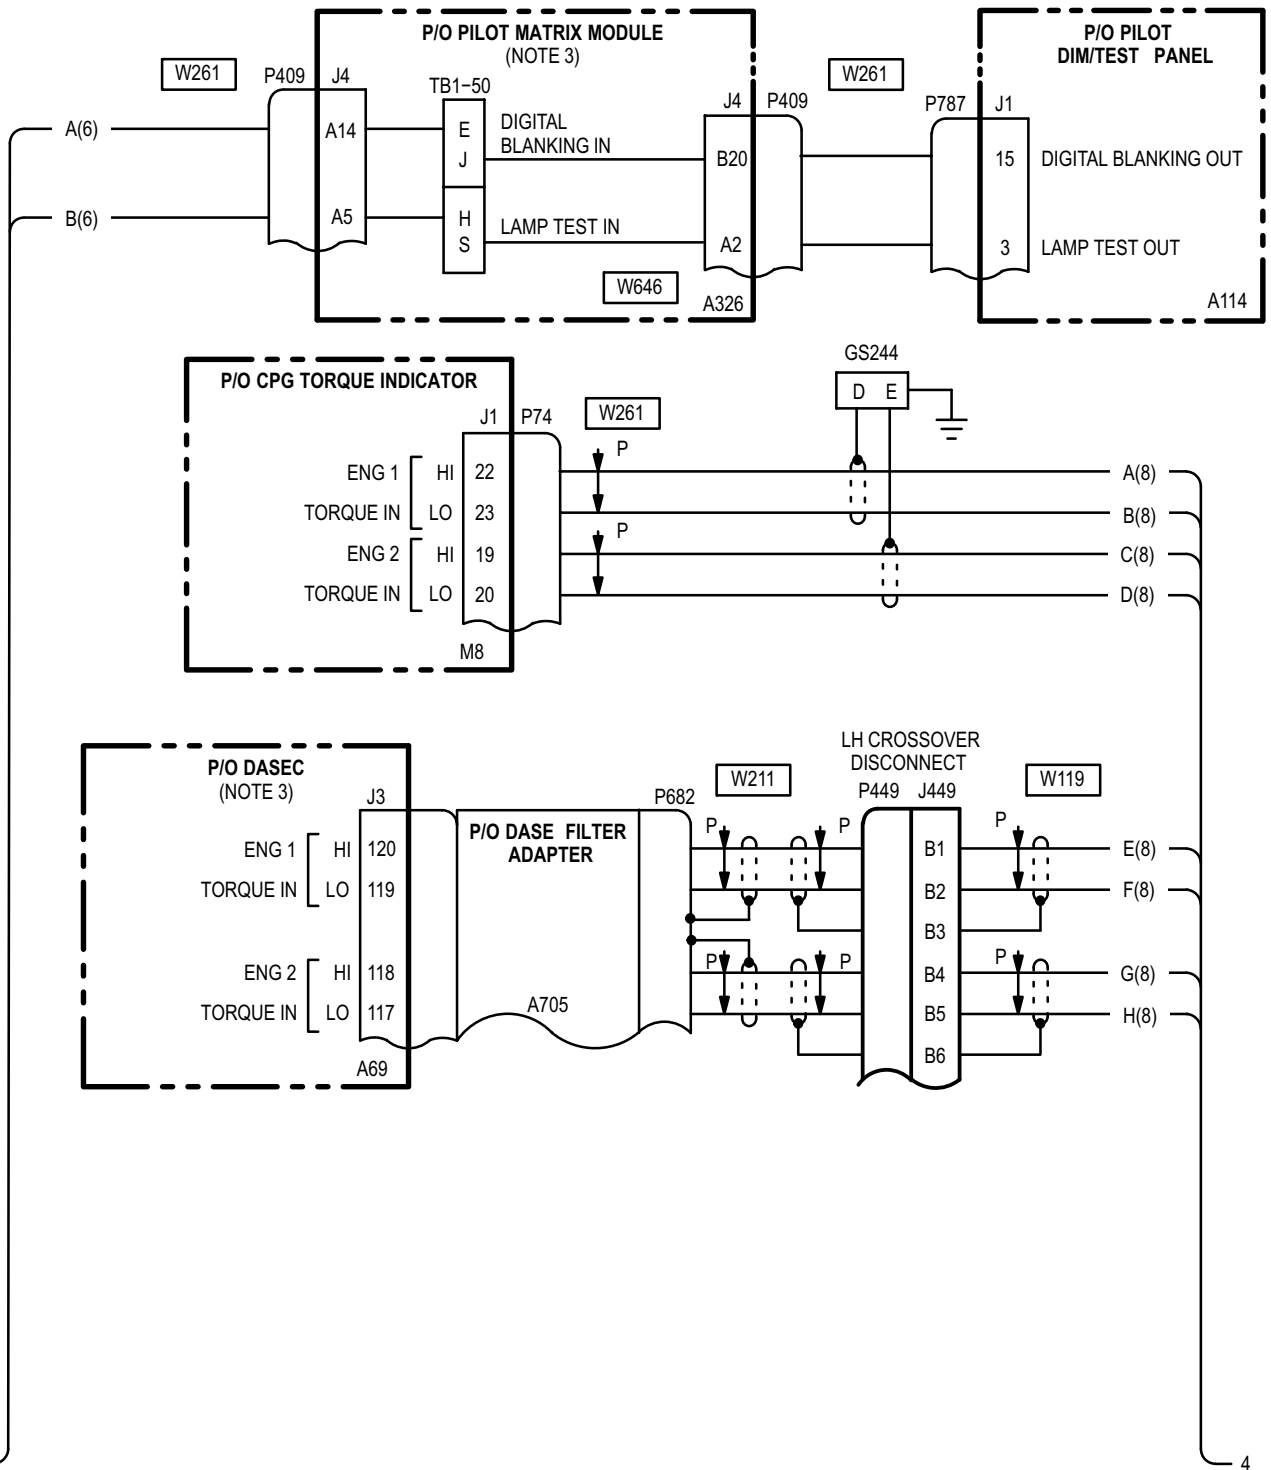 P/O PILOT MATRIX MODULE
(NOTE 3)
P/O PILOT
DIM/TEST PANEL
W261
P409 J4
TB1−50
J4 P409
W261
P787 J1
A(6)
A14
E
DIGITAL
J
BLANKING IN
B20
15
DIGITAL BLANKING OUT
B(6)
A5
H
LAMP TEST IN
S
A2
3
LAMP TEST OUT
W646
A326
A114
P/O CPG TORQUE INDICATOR
GS244
D E
J1 P74
W261
P
ENG 1 HI 22
A(8)
TORQUE IN LO 23
B(8)
P
ENG 2 HI 19
C(8)
TORQUE IN LO 20
D(8)
M8
P/O DASEC
(NOTE 3)
LH CROSSOVER
DISCONNECT
W211
W119
J3
P682
P449 J449
P/O DASE FILTER
ADAPTER
P
P
P
ENG 1 HI 120
B1
E(8)
TORQUE IN LO 119
B2
F(8)
B3
P
P
P
ENG 2 HI 118
B4
G(8)
TORQUE IN LO 117
A705
B5
H(8)
B6
A69
4